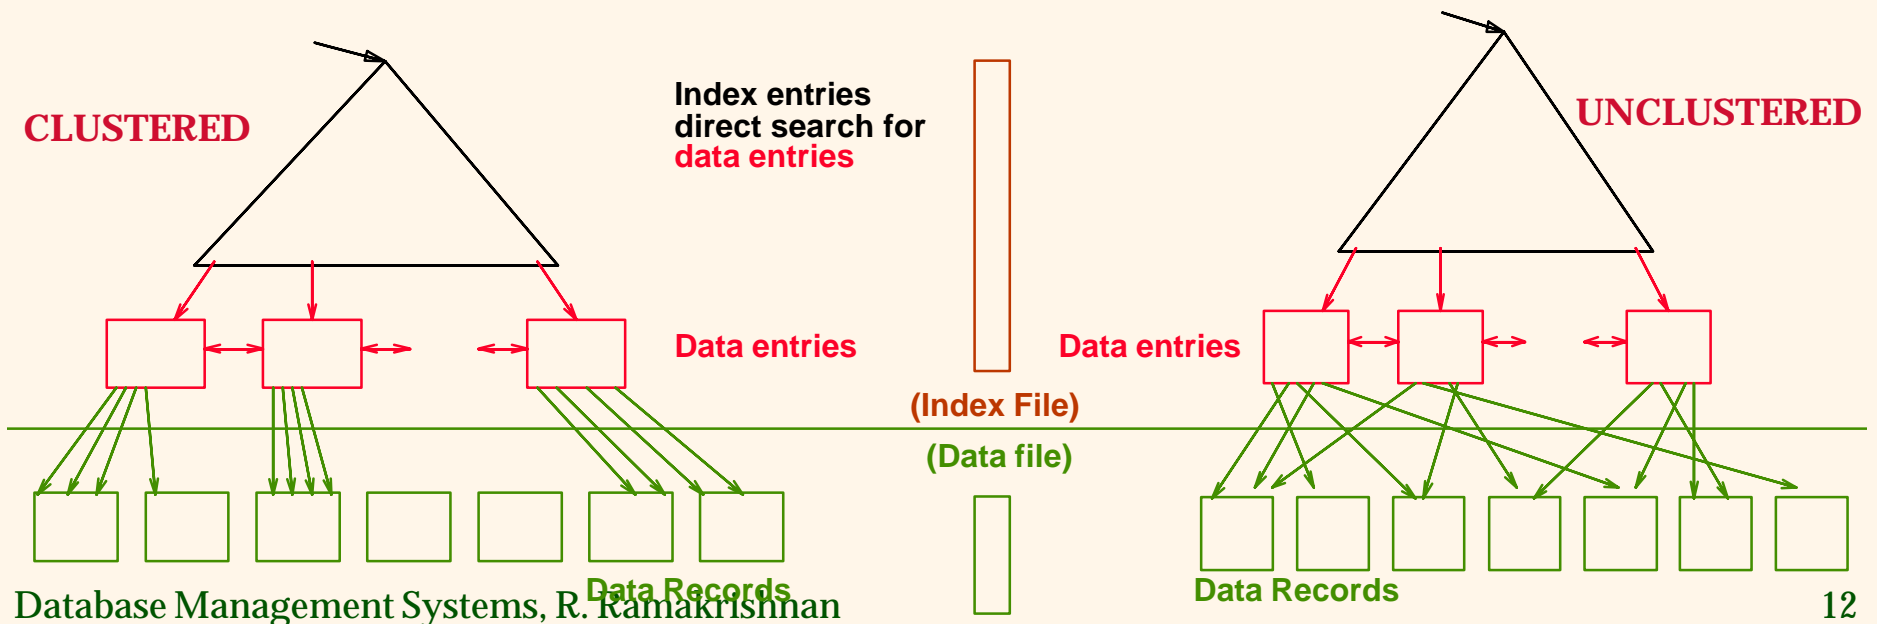 CLUSTERED
Index entries
direct search for
data entries
UNCLUSTERED
Data entries
Data entries
(Index File)
(Data file)
Data Records
Data Records
Database Management Systems, R. Ramakrishnan
12